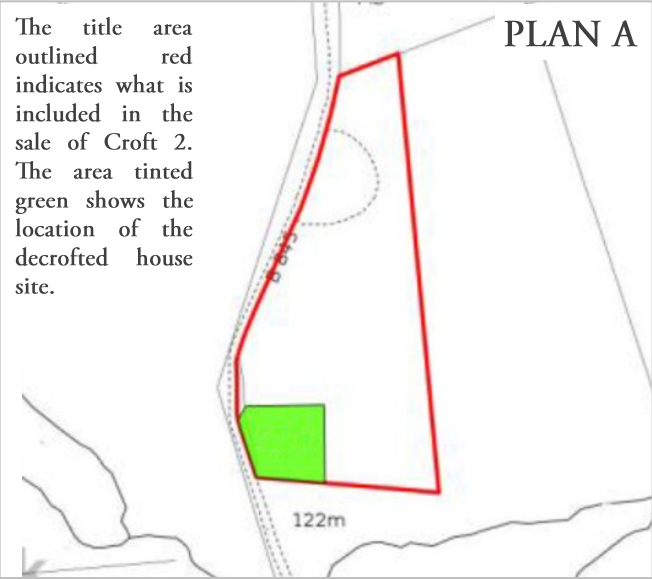 The title area
outlined red
indicates what is
included in the
sale of Croft 2.
The area tinted
green shows the
location of the
decrofted house
site.
PLAN A
B 845
122m